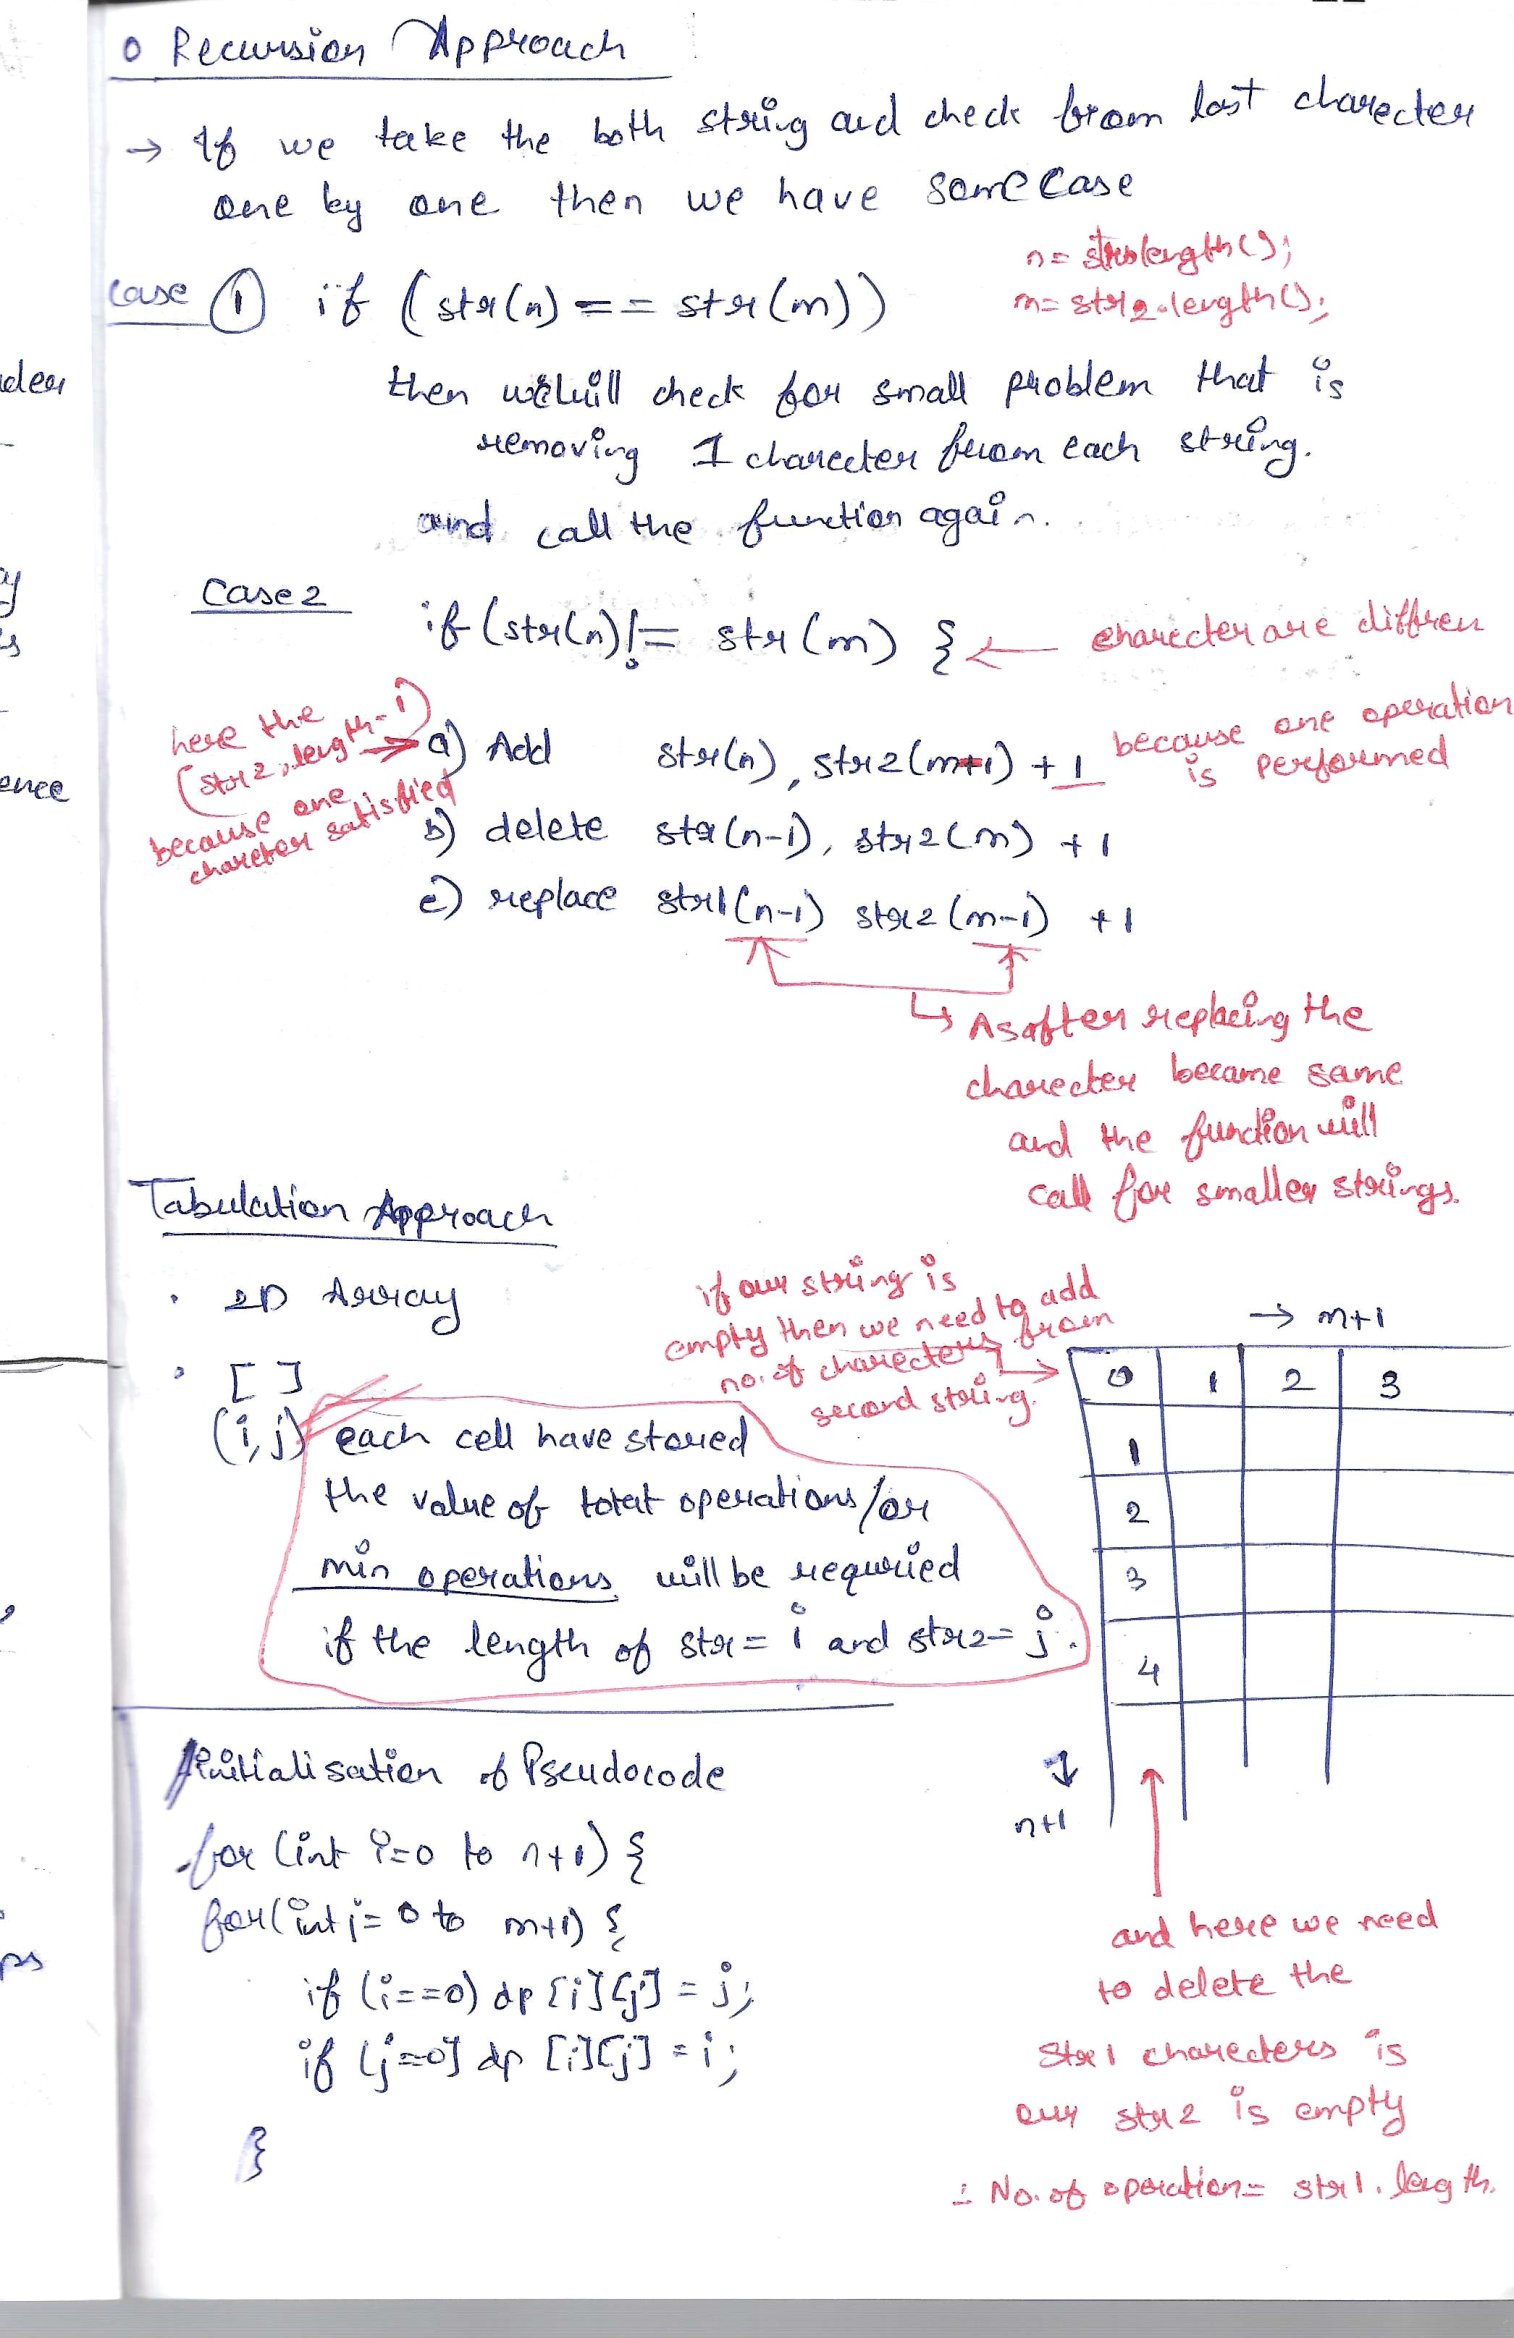 o Recursion Approach
→ If we take the both string and check from last charecter
one by one then we have some case
n= str.length();
m= str2.length();
case ① if (str(n) == str(m))
then we will check for small problem that is
removing 1 charecter from each string.
and call the function again.
Case 2
if (str(n) != str(m) { ← charecter are diffren
here the
(str2.length-1)
because one
charecter satisfied
a) Add str(n), str2(m-1) + 1 because one operation
is performed
b) delete str(n-1), str2(m) + 1
c) replace str1(n-1) str2(m-1) +1
↳ As after replacing the
charecter became same
and the function will
call for smaller strings.
Tabulation Approach
• 2D Array
• [ ]
(i,j) each cell have stored
the value of total operations/or
min operations will be requried
if the length of str= i and str2= j.
if our string is
empty then we need to add
no. of charecters from
second string.
→ m+1
0 1 2 3
1
2
3
4
↓
n+1
and here we need
to delete the
Str1 charecters is
our str2 is empty
∴ No. of operation= str1.length.
Initialisation of Pseudocode
for (int i=0 to n+1) {
for(int j= 0 to m+1) {
if (i==0) dp[i][j] = j;
if (j==0) dp [i][j] = i;
}
der
ence
ps